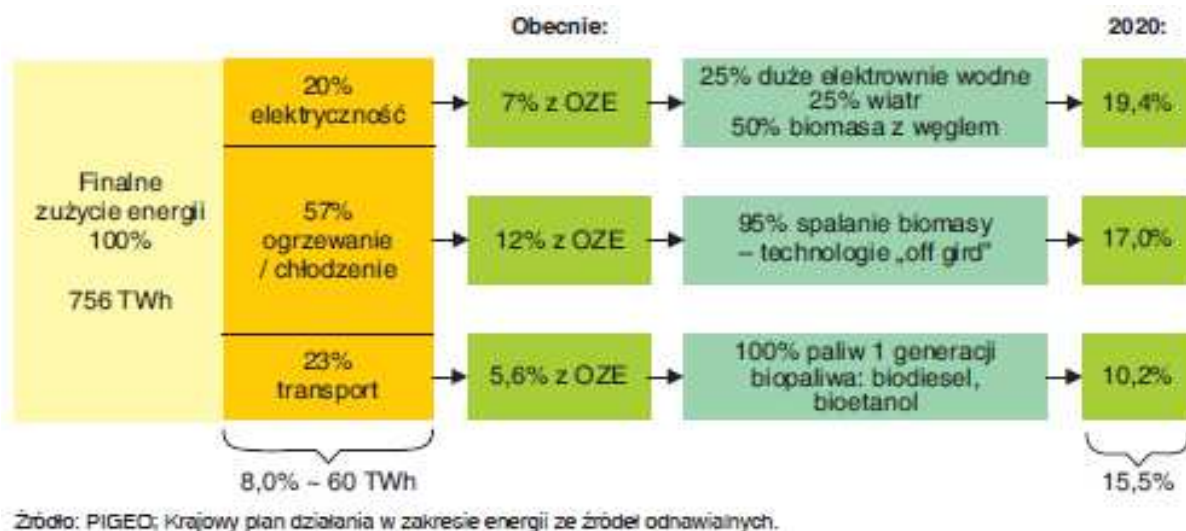 Obecnie:
2020:
Finalne
zużycie energii
100%
756 TWh
20%
elektryczność
7% z OZE
25% duże elektrownie wodne
25% wiatr
50% biomasa z węglem
19,4%
57%
ogrzewanie
/ chłodzenie
12% z OZE
95% spalanie biomasy
– technologie „off gird”
17,0%
23%
transport
5,6% z OZE
100% paliw 1 generacji
biopaliwa: biodiesel,
bioetanol
10,2%
8,0% ~ 60 TWh
15,5%
Źródło: PIGEO; Krajowy plan działania w zakresie energii ze źródeł odnawialnych.